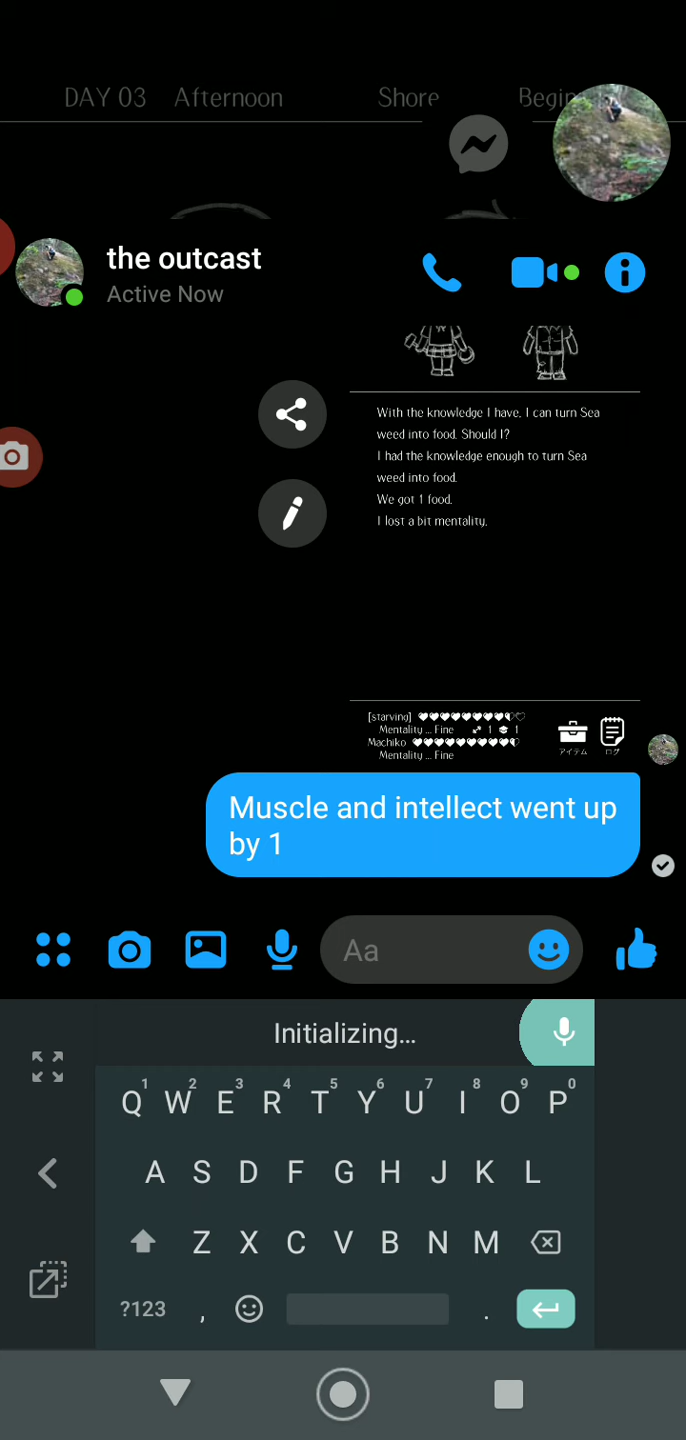 DAY 03 Afternoon Shore Begin
the outcast
Active Now
With the knowledge I have, I can turn Sea
weed into food. Should I?
I had the knowledge enough to turn Sea
weed into food.
We got 1 food.
I lost a bit mentality.
[starving]
Mentality ... Fine 1 1
Machiko
Mentality ... Fine
アイテム ログ
Muscle and intellect went up
by 1
Aa
Initializing...
1 2 3 4 5 6 7 8 9 0
Q W E R T Y U I O P
A S D F G H J K L
Z X C V B N M
?123 , .